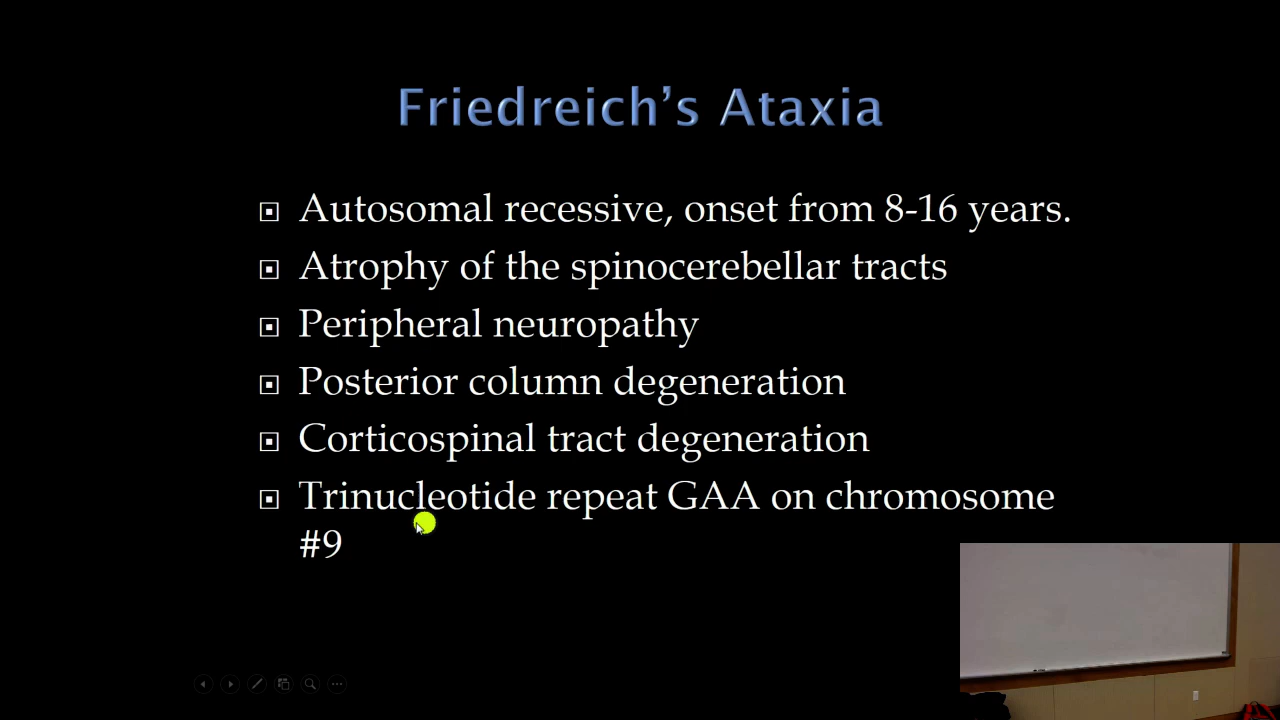 Friedreich's Ataxia
Autosomal recessive, onset from 8-16 years.
Atrophy of the spinocerebellar tracts
Peripheral neuropathy
Posterior column degeneration
Corticospinal tract degeneration
Trinucleotide repeat GAA on chromosome
#9